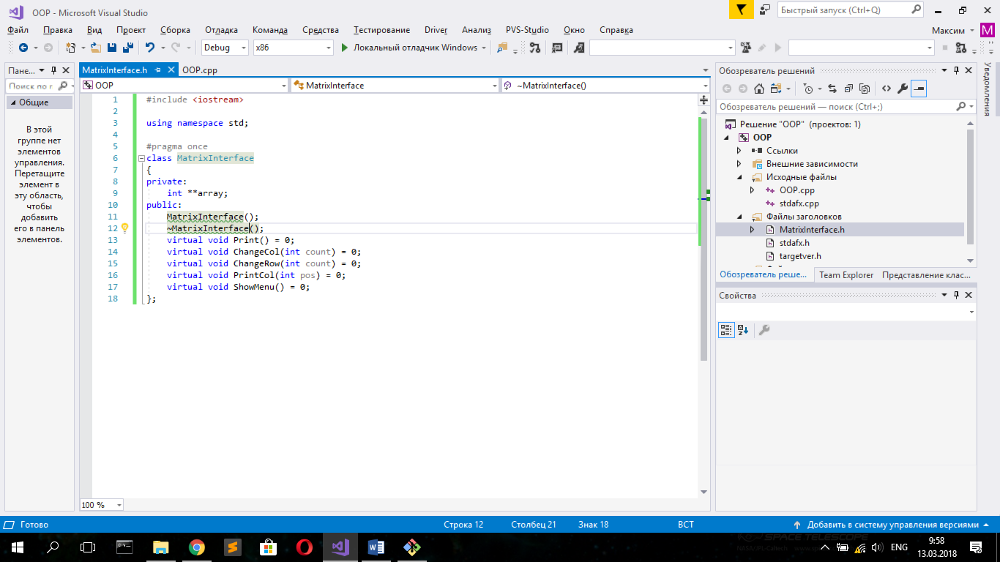 OOP - Microsoft Visual Studio
Быстрый запуск (Ctrl+Q)
Файл Правка Вид Проект Сборка Отладка Команда Средства Тестирование Driver Анализ PVS-Studio Окно Справка
Максим M
Debug x86 Локальный отладчик Windows
Пане...
MatrixInterface.h OOP.cpp
Обозреватель решений
Уведомления
Поиск по г
OOP MatrixInterface ~MatrixInterface()
Общие
В этой
группе нет
элементов
управления.
Перетащите
элемент в
эту область,
чтобы
добавить
его в панель
элементов.
1 #include <iostream>
2
3 using namespace std;
4
5 #pragma once
6 class MatrixInterface
7 {
8 private:
9 int **array;
10 public:
11 MatrixInterface();
12 ~MatrixInterface();
13 virtual void Print() = 0;
14 virtual void ChangeCol(int count) = 0;
15 virtual void ChangeRow(int count) = 0;
16 virtual void PrintCol(int pos) = 0;
17 virtual void ShowMenu() = 0;
18 };
Обозреватель решений — поиск (Ctrl+;)
Решение "OOP" (проектов: 1)
OOP
Ссылки
Внешние зависимости
Исходные файлы
OOP.cpp
stdafx.cpp
Файлы заголовков
MatrixInterface.h
stdafx.h
targetver.h
Обозреватель реше... Team Explorer Представление клас...
Свойства
100 %
Готово Строка 12 Столбец 21 Знак 18 ВСТ Добавить в систему управления версиями
SPACE TELESCOPE
NASA/JPL-Caltech
ENG
9:58
13.03.2018